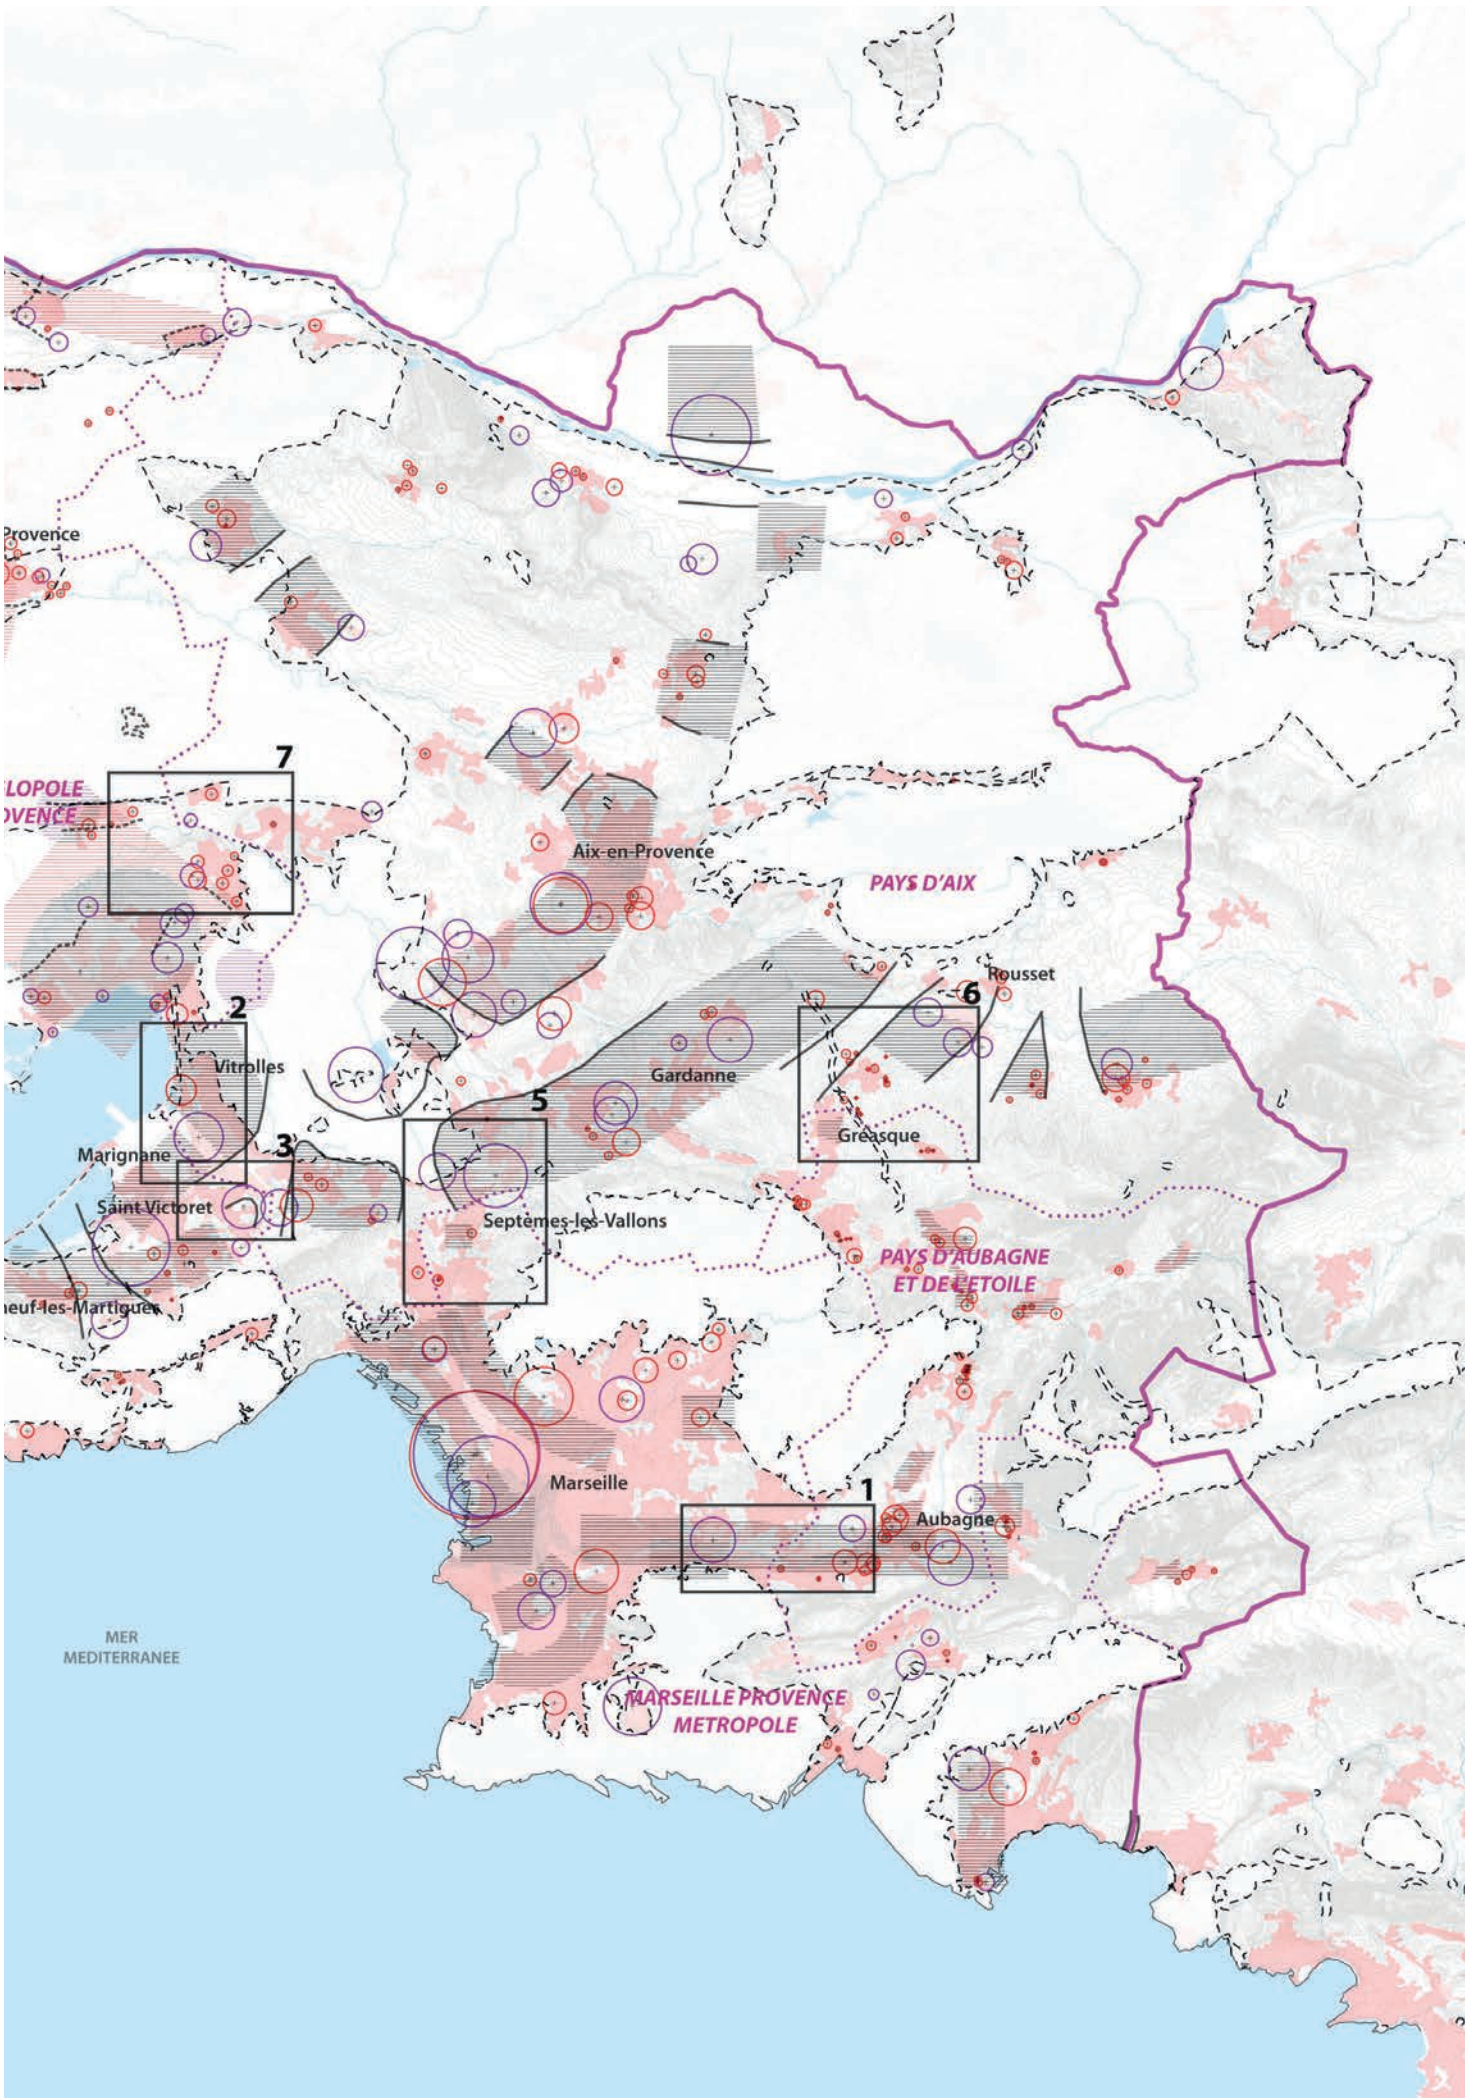 Provence
7
LOPOLE
OVENCE
Aix-en-Provence
PAYS D'AIX
Rousset
6
2
Vitrolles
Gardanne
5
Gréasque
Marignane
3
Saint Victoret
Septèmes-les-Vallons
PAYS D'AUBAGNE
ET DE L'ETOILE
neuf-les-Martigues
Marseille
1
Aubagne
MER
MEDITERRANEE
MARSEILLE PROVENCE
METROPOLE